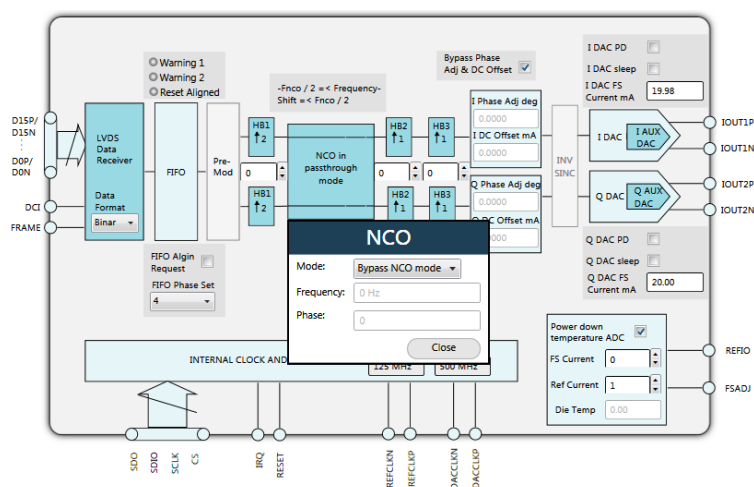 Warning 1
Warning 2
Reset Aligned
-Fnco / 2 =< Frequency-
Shift =< Fnco / 2
Bypass Phase
Adj & DC Offset
I DAC PD
I DAC sleep
I DAC FS
Current mA
19.98
D15P/
D15N
D0P/
D0N
LVDS
Data
Receiver
Data
Format
Binar
FIFO
Pre-
Mod
HB1
2
0
HB1
2
NCO in
passthrough
mode
HB2
1
0
HB2
1
HB3
1
0
HB3
1
I Phase Adj deg
0.0000
I DC Offset mA
0.0000
Q Phase Adj deg
0.0000
DC Offset mA
0.0000
INV
SINC
I DAC
I AUX
DAC
Q DAC
Q AUX
DAC
IOUT1P
IOUT1N
IOUT2P
IOUT2N
DCI
FRAME
FIFO Algin
Request
FIFO Phase Set
4
NCO
Mode:
Bypass NCO mode
Frequency:
0 Hz
Phase:
0
Close
Q DAC PD
Q DAC sleep
Q DAC FS
Current mA
20.00
INTERNAL CLOCK AND
125 MHz
500 MHz
Power down
temperature ADC
FS Current
0
Ref Current
1
Die Temp
0.00
REFIO
FSADJ
SDO
SDIO
SCLK
CS
IRQ
RESET
REFCLKN
REFCLKP
DACCLKN
DACCLKP